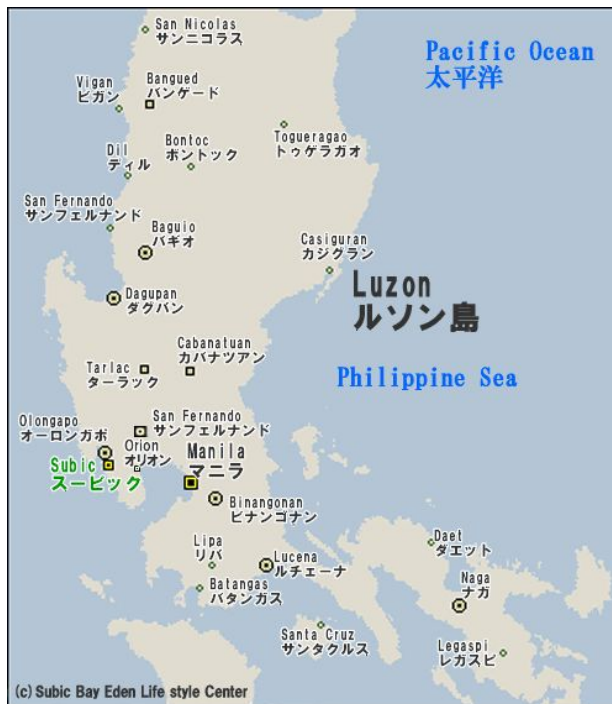 San Nicolas
サンニコラス
Pacific Ocean
太平洋
Vigan
ビガン
Bangued
バンゲード
Dil
ティル
Bontoc
ボントック
Togueragao
トゥゲラガオ
San Fernando
サンフェルナンド
Baguio
バギオ
Casiguran
カジグラン
Luzon
ルソン島
Dagupan
ダグバン
Cabanatuan
カバナツアン
Tarlac
ターラック
Philippine Sea
San Fernando
サンフェルナンド
Olongapo
オーロンガポ
Orion
オリオン
Manila
マニラ
Subic
スービック
Binangonan
ビナンゴナン
Lipa
リパ
Lucena
ルチェーナ
Batangas
バタンガス
Daet
ダエット
Naga
ナガ
Santa Cruz
サンタクルス
Legaspi
レガスピ
(c) Subic Bay Eden Life style Center